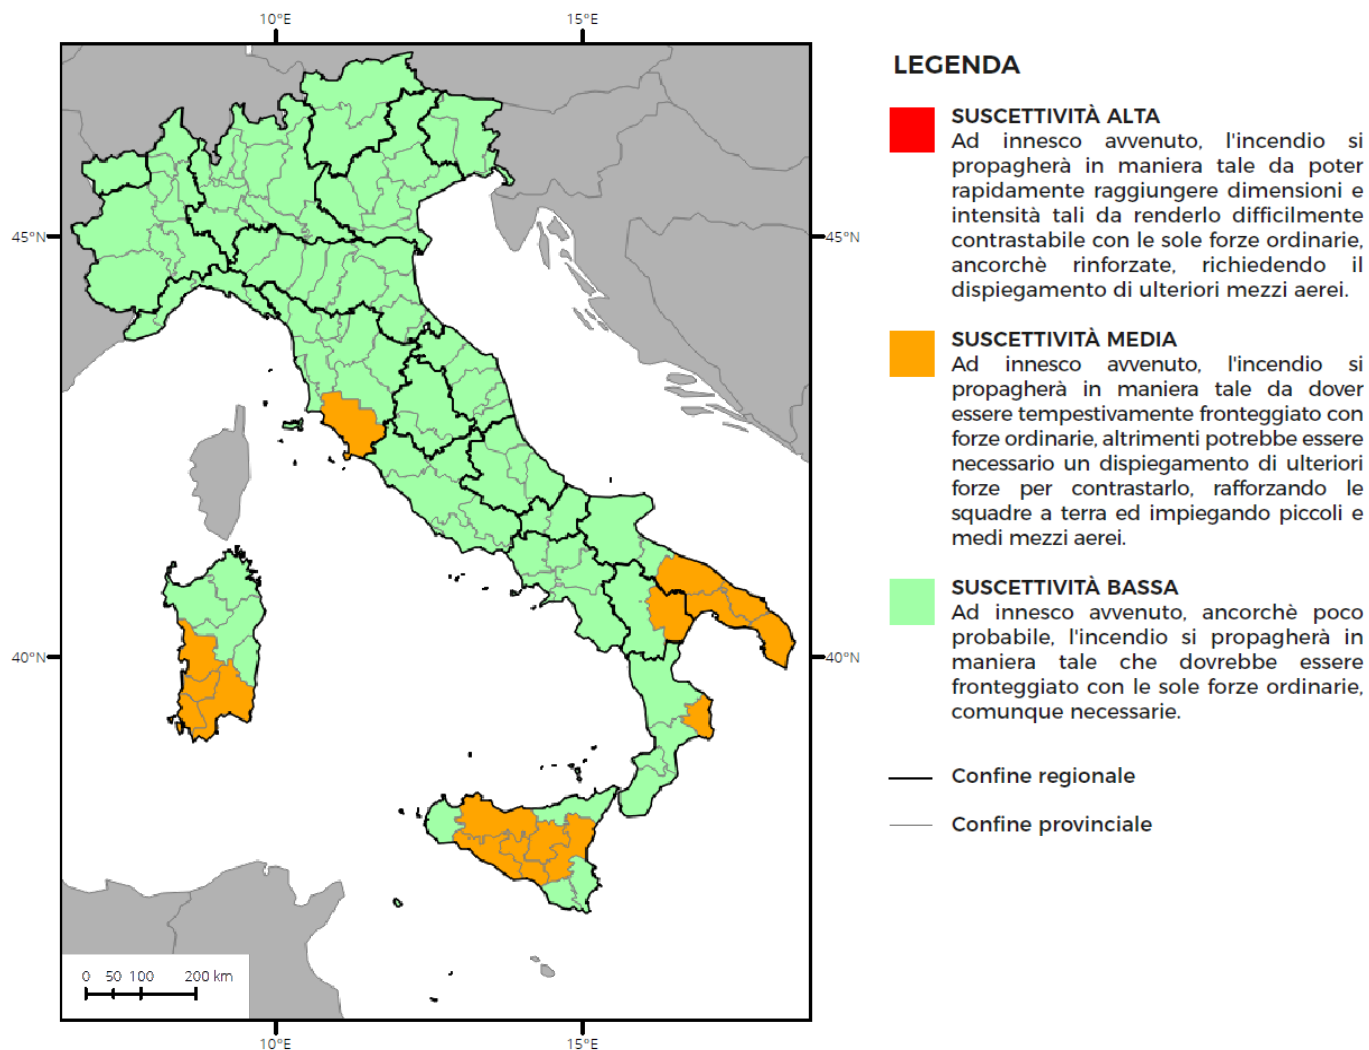 10°E 15°E
45°N 45°N
40°N 40°N
0 50 100 200 km
10°E 15°E
LEGENDA
SUSCETTIVITÀ ALTA
Ad innesco avvenuto, l'incendio si
propagherà in maniera tale da poter
rapidamente raggiungere dimensioni e
intensità tali da renderlo difficilmente
contrastabile con le sole forze ordinarie,
ancorchè rinforzate, richiedendo il
dispiegamento di ulteriori mezzi aerei.
SUSCETTIVITÀ MEDIA
Ad innesco avvenuto, l'incendio si
propagherà in maniera tale da dover
essere tempestivamente fronteggiato con
forze ordinarie, altrimenti potrebbe essere
necessario un dispiegamento di ulteriori
forze per contrastarlo, rafforzando le
squadre a terra ed impiegando piccoli e
medi mezzi aerei.
SUSCETTIVITÀ BASSA
Ad innesco avvenuto, ancorchè poco
probabile, l'incendio si propagherà in
maniera tale che dovrebbe essere
fronteggiato con le sole forze ordinarie,
comunque necessarie.
Confine regionale
Confine provinciale